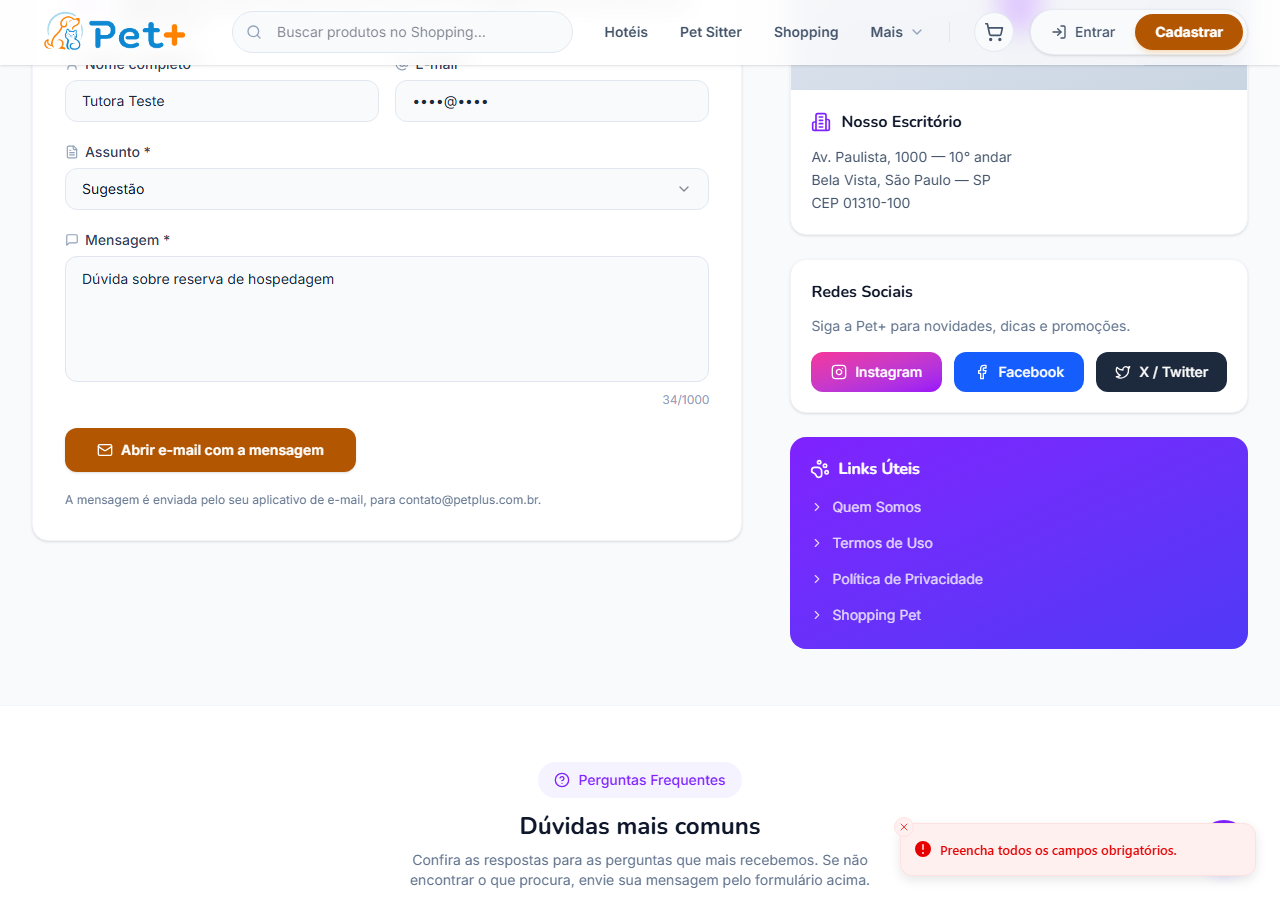 Pet+
Buscar produtos no Shopping...
Hotéis
Pet Sitter
Shopping
Mais
Entrar
Cadastrar
Nome completo
E-mail
Tutora Teste
••••@••••
Assunto *
Sugestão
Mensagem *
Dúvida sobre reserva de hospedagem
34/1000
Abrir e-mail com a mensagem
A mensagem é enviada pelo seu aplicativo de e-mail, para contato@petplus.com.br.
Nosso Escritório
Av. Paulista, 1000 — 10° andar
Bela Vista, São Paulo — SP
CEP 01310-100
Redes Sociais
Siga a Pet+ para novidades, dicas e promoções.
Instagram
Facebook
X / Twitter
Links Úteis
Quem Somos
Termos de Uso
Política de Privacidade
Shopping Pet
Perguntas Frequentes
Dúvidas mais comuns
Confira as respostas para as perguntas que mais recebemos. Se não
encontrar o que procura, envie sua mensagem pelo formulário acima.
Preencha todos os campos obrigatórios.